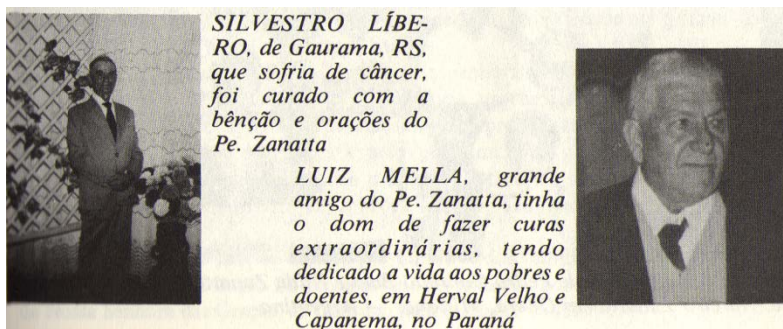 SILVESTRO LÍBE-
RO, de Gaurama, RS,
que sofria de câncer,
foi curado com a
bênção e orações do
Pe. Zanatta
LUIZ MELLA, grande
amigo do Pe. Zanatta, tinha
o dom de fazer curas
extraordinárias, tendo
dedicado a vida aos pobres e
doentes, em Herval Velho e
Capanema, no Paraná